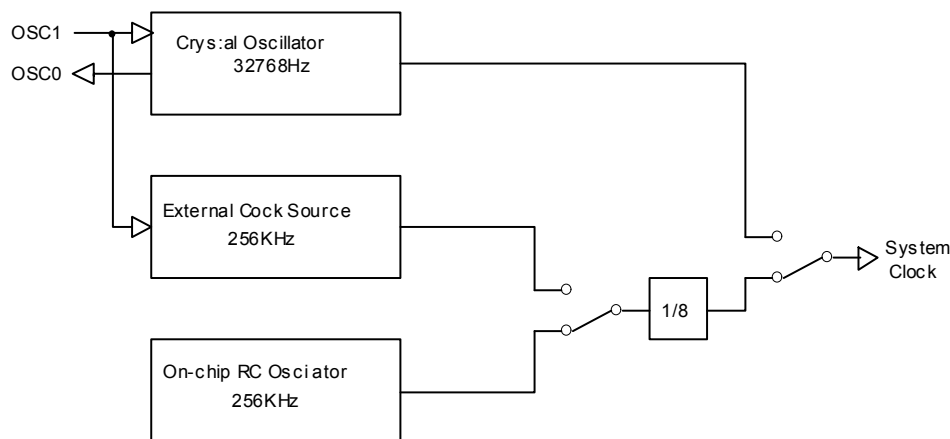 OSC1
OSC0
Crys:al Oscillator
32768Hz
External Cock Source
256KHz
On-chip RC Osciator
256KHz
1/8
System
Clock